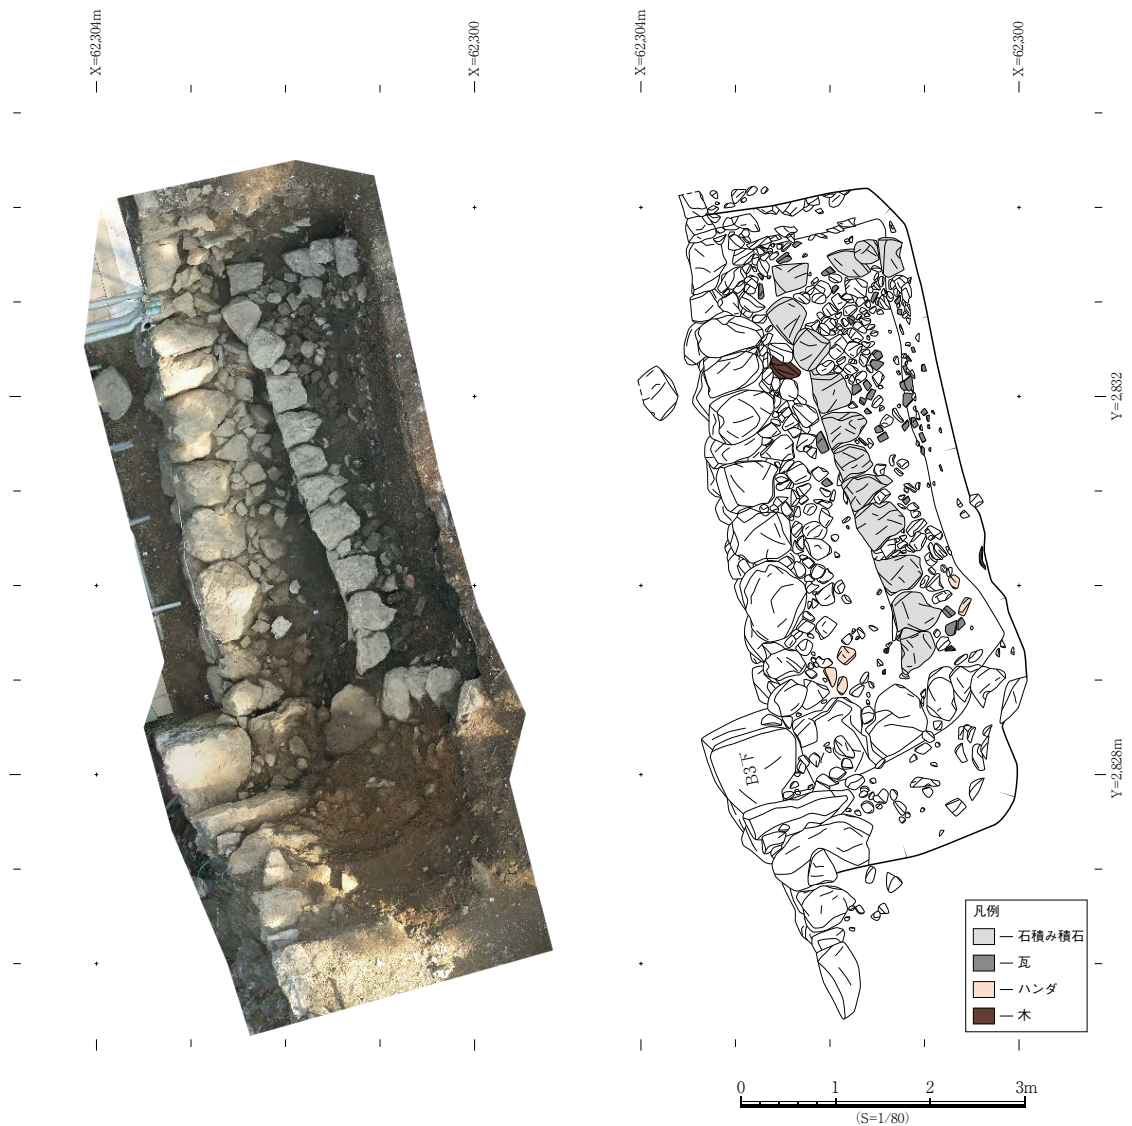 X=62,304m
X=62,300
X=62,304m
X=62,300
Y=2,832
Y=2,828m
B3下
凡例
石積み積石
瓦
ハンダ
木
0 1 2 3m
(S=1/80)